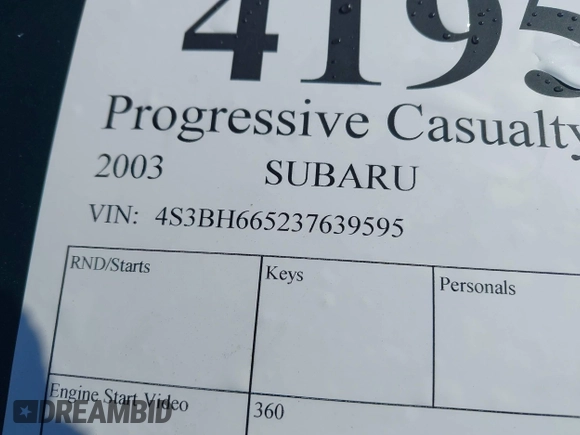 4195
Progressive Casualty
2003 SUBARU
VIN: 4S3BH665237639595
RND/Starts Keys Personals
Engine Start Video 360
DREAMBID